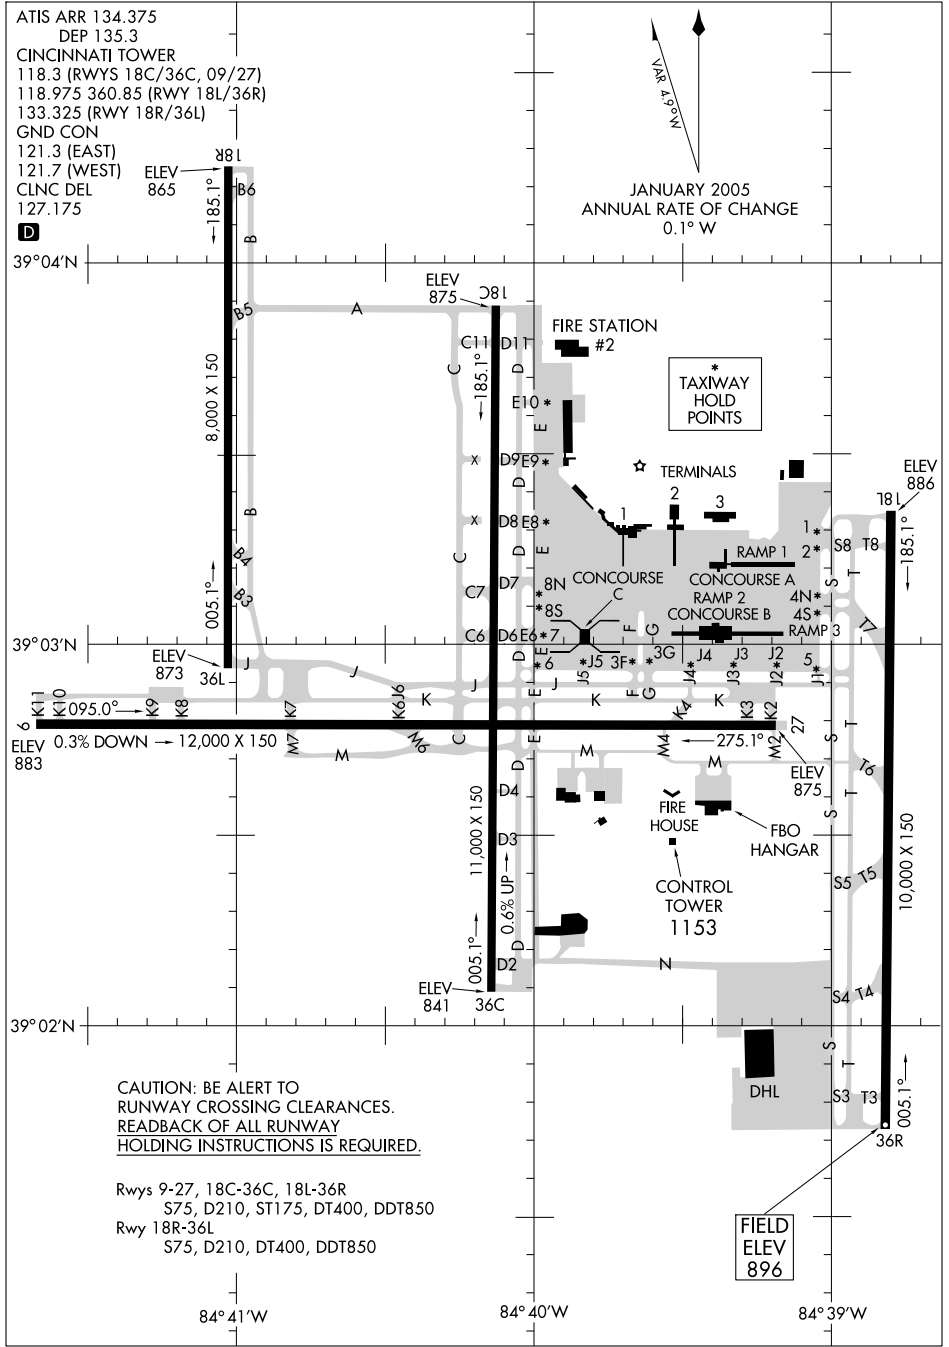 ATIS ARR 134.375
DEP 135.3
CINCINNATI TOWER
118.3 (RWYS 18C/36C, 09/27)
118.975 360.85 (RWY 18L/36R)
133.325 (RWY 18R/36L)
GND CON
121.3 (EAST)
121.7 (WEST)
CLNC DEL
127.175
D
VAR 4.9°W
JANUARY 2005
ANNUAL RATE OF CHANGE
0.1° W
18R
ELEV
865
185.1°
B6
B
39°04'N
ELEV
875
18C
B5
A
C11
D11
FIRE STATION
#2
C
185.1°
D
*
TAXIWAY
HOLD
POINTS
8,000 X 150
E10 *
E
X
D9
E9 *
D
TERMINALS
ELEV
886
18L
B
X
D8
E8 *
D
E
1
2
3
1 *
2 *
S8
T8
185.1°
B4
B3
C
C7
D7
8N *
8S *
CONCOURSE
C
RAMP 1
CONCOURSE A
RAMP 2
CONCOURSE B
RAMP 3
4N *
4S *
S
T
T7
005.1°
39°03'N
C6
D6
E6 * 7
F
G
ELEV
873
36L
J
J
J
D
E
* 6
J
J5
* J5
3F *
* 3G
G
J4
J4 *
J3
J3 *
J2
J2 *
5
J1 *
K11
K10
K9
K8
K7
K6
J6
K
E
K
K4
K
K3
K2
9
095.0°
27
ELEV
883
0.3% DOWN
12,000 X 150
M7
M
M6
C
D
E
M
M4
275.1°
M
M2
ELEV
875
S
T
T6
D4
11,000 X 150
FIRE
HOUSE
FBO
HANGAR
S
T
D3
0.6% UP
CONTROL
TOWER
1153
S5
T5
10,000 X 150
005.1°
D
D2
N
ELEV
841
36C
S4
T4
39°02'N
S
T
DHL
S3
T3
005.1°
36R
CAUTION: BE ALERT TO
RUNWAY CROSSING CLEARANCES.
READBACK OF ALL RUNWAY
HOLDING INSTRUCTIONS IS REQUIRED.
Rwys 9-27, 18C-36C, 18L-36R
S75, D210, ST175, DT400, DDT850
Rwy 18R-36L
S75, D210, DT400, DDT850
FIELD
ELEV
896
84°41'W
84°40'W
84°39'W